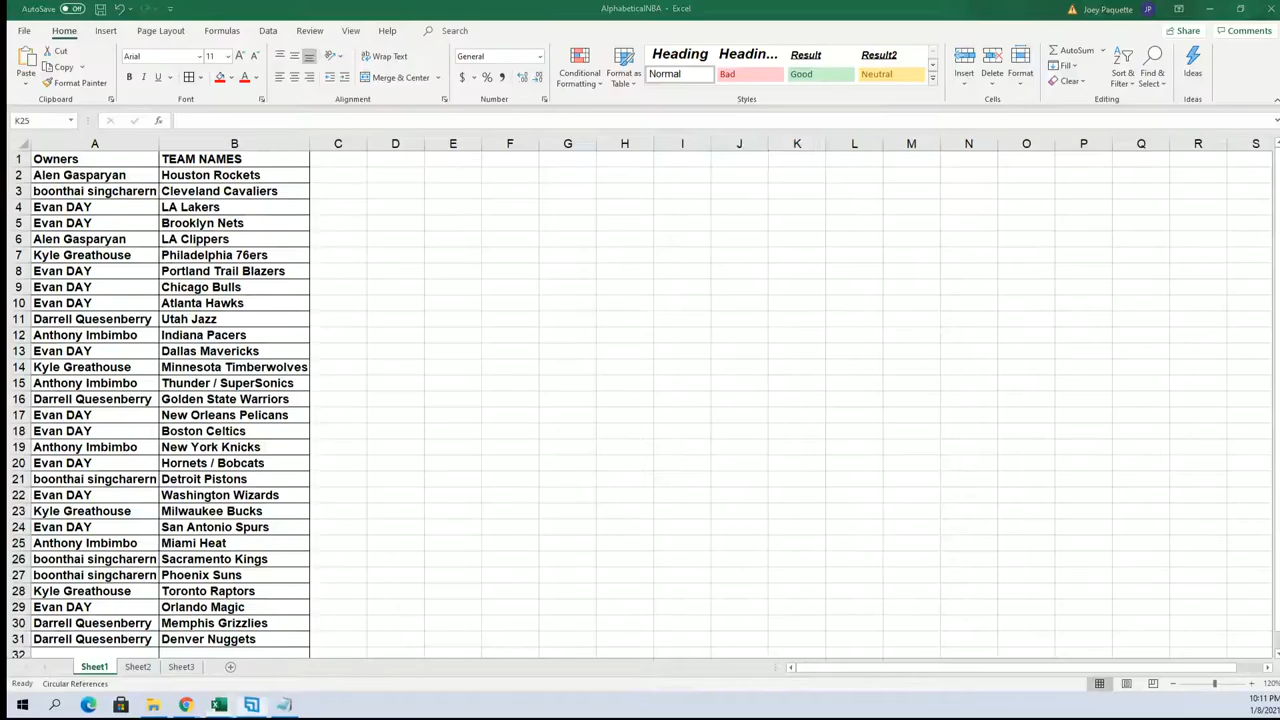 AutoSave Off AlphabeticalNBA - Excel Joey Paquette JP
File Home Insert Page Layout Formulas Data Review View Help Search Share Comments
Paste Cut Copy Format Painter Clipboard
Arial 11 A A B I U A Font
Wrap Text Merge & Center Alignment
General $ % , Number
Conditional Formatting Format as Table
Heading Headin... Result Result2
Normal Bad Good Neutral
Styles
Insert Delete Format Cells
AutoSum Fill Clear Sort & Filter Find & Select Editing
Ideas Ideas
K25 fx
A B C D E F G H I J K L M N O P Q R S
1 Owners TEAM NAMES
2 Alen Gasparyan Houston Rockets
3 boonthai singcharern Cleveland Cavaliers
4 Evan DAY LA Lakers
5 Evan DAY Brooklyn Nets
6 Alen Gasparyan LA Clippers
7 Kyle Greathouse Philadelphia 76ers
8 Evan DAY Portland Trail Blazers
9 Evan DAY Chicago Bulls
10 Evan DAY Atlanta Hawks
11 Darrell Quesenberry Utah Jazz
12 Anthony Imbimbo Indiana Pacers
13 Evan DAY Dallas Mavericks
14 Kyle Greathouse Minnesota Timberwolves
15 Anthony Imbimbo Thunder / SuperSonics
16 Darrell Quesenberry Golden State Warriors
17 Evan DAY New Orleans Pelicans
18 Evan DAY Boston Celtics
19 Anthony Imbimbo New York Knicks
20 Evan DAY Hornets / Bobcats
21 boonthai singcharern Detroit Pistons
22 Evan DAY Washington Wizards
23 Kyle Greathouse Milwaukee Bucks
24 Evan DAY San Antonio Spurs
25 Anthony Imbimbo Miami Heat
26 boonthai singcharern Sacramento Kings
27 boonthai singcharern Phoenix Suns
28 Kyle Greathouse Toronto Raptors
29 Evan DAY Orlando Magic
30 Darrell Quesenberry Memphis Grizzlies
31 Darrell Quesenberry Denver Nuggets
32
Sheet1 Sheet2 Sheet3
Ready Circular References 120%
10:11 PM
1/8/2021